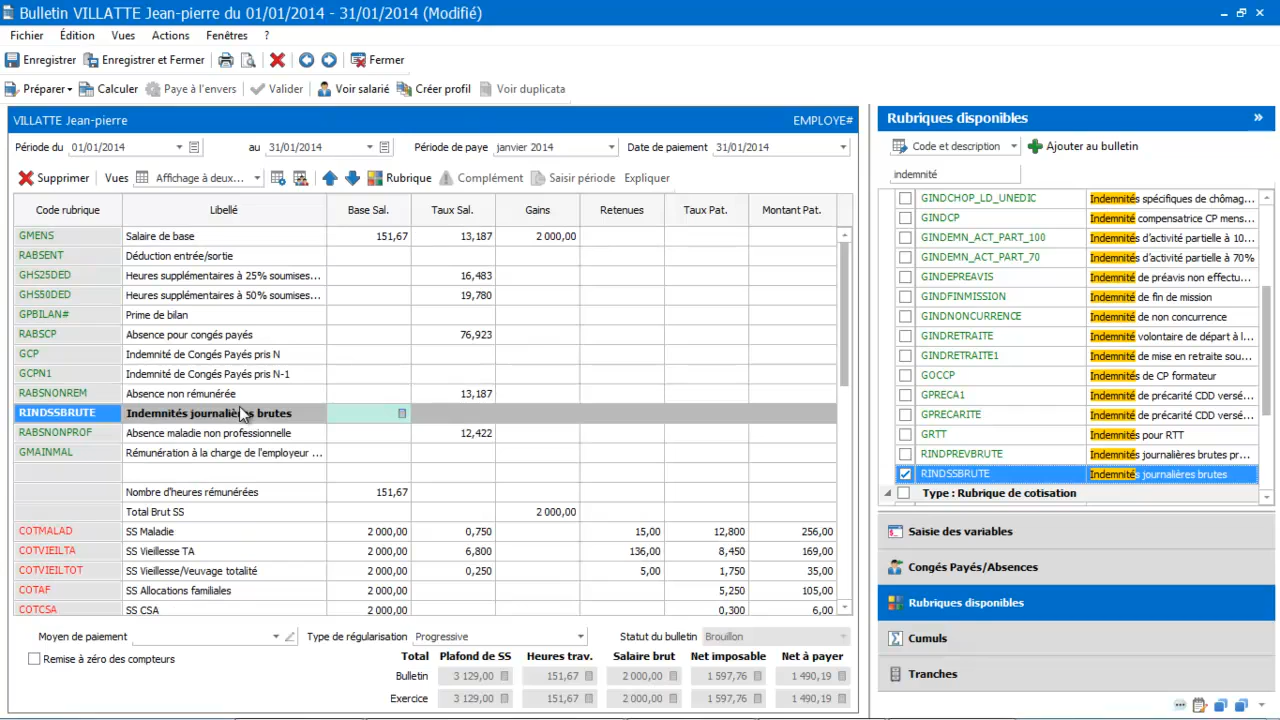 Bulletin VILLATTE Jean-pierre du 01/01/2014 - 31/01/2014 (Modifié)
Fichier Édition Vues Actions Fenêtres ?
Enregistrer Enregistrer et Fermer Fermer
Préparer Calculer Paye à l'envers Valider Voir salarié Créer profil Voir duplicata
VILLATTE Jean-pierre EMPLOYE#
Période du 01/01/2014 au 31/01/2014 Période de paye janvier 2014 Date de paiement 31/01/2014
Supprimer Vues Affichage à deux... Rubrique Complément Saisir période Expliquer
Code rubrique Libellé Base Sal. Taux Sal. Gains Retenues Taux Pat. Montant Pat.
GMENS Salaire de base 151,67 13,187 2 000,00
RABSENT Déduction entrée/sortie
GHS25DED Heures supplémentaires à 25% soumises... 16,483
GHS50DED Heures supplémentaires à 50% soumises... 19,780
GPBILAN# Prime de bilan
RABSCP Absence pour congés payés 76,923
GCP Indemnité de Congés Payés pris N
GCPN1 Indemnité de Congés Payés pris N-1
RABSNONREM Absence non rémunérée 13,187
RINDSSBRUTE Indemnités journalières brutes
RABSNONPROF Absence maladie non professionnelle 12,422
GMAINMAL Rémunération à la charge de l'employeur ...
Nombre d'heures rémunérées 151,67
Total Brut SS 2 000,00
COTMALAD SS Maladie 2 000,00 0,750 15,00 12,800 256,00
COTVIEILTA SS Vieillesse TA 2 000,00 6,800 136,00 8,450 169,00
COTVIEILTOT SS Vieillesse/Veuvage totalité 2 000,00 0,250 5,00 1,750 35,00
COTAF SS Allocations familiales 2 000,00 5,250 105,00
COTCSA SS CSA 2 000,00 0,300 6,00
Moyen de paiement Type de régularisation Progressive Statut du bulletin Brouillon
Remise à zéro des compteurs
Total Plafond de SS Heures trav. Salaire brut Net imposable Net à payer
Bulletin 3 129,00 151,67 2 000,00 1 597,76 1 490,19
Exercice 3 129,00 151,67 2 000,00 1 597,76 1 490,19
Rubriques disponibles »
Code et description Ajouter au bulletin
indemnité
GINDCHOP_LD_UNEDIC Indemnités spécifiques de chômag...
GINDCP Indemnité compensatrice CP mens...
GINDEMN_ACT_PART_100 Indemnités d'activité partielle à 10...
GINDEMN_ACT_PART_70 Indemnités d'activité partielle à 70%
GINDEPREAVIS Indemnité de préavis non effectu...
GINDFINMISSION Indemnité de fin de mission
GINDNONCURRENCE Indemnité de non concurrence
GINDRETRAITE Indemnité volontaire de départ à l...
GINDRETRAITE1 Indemnité de mise en retraite sou...
GOCCP Indemnités de CP formateur
GPRECA1 Indemnité de précarité CDD versé...
GPRECARITE Indemnité de précarité CDD versé...
GRTT Indemnités pour RTT
RINDPREVBRUTE Indemnités journalières brutes pr...
RINDSSBRUTE Indemnités journalières brutes
Type : Rubrique de cotisation
Saisie des variables
Congés Payés/Absences
Rubriques disponibles
Cumuls
Tranches